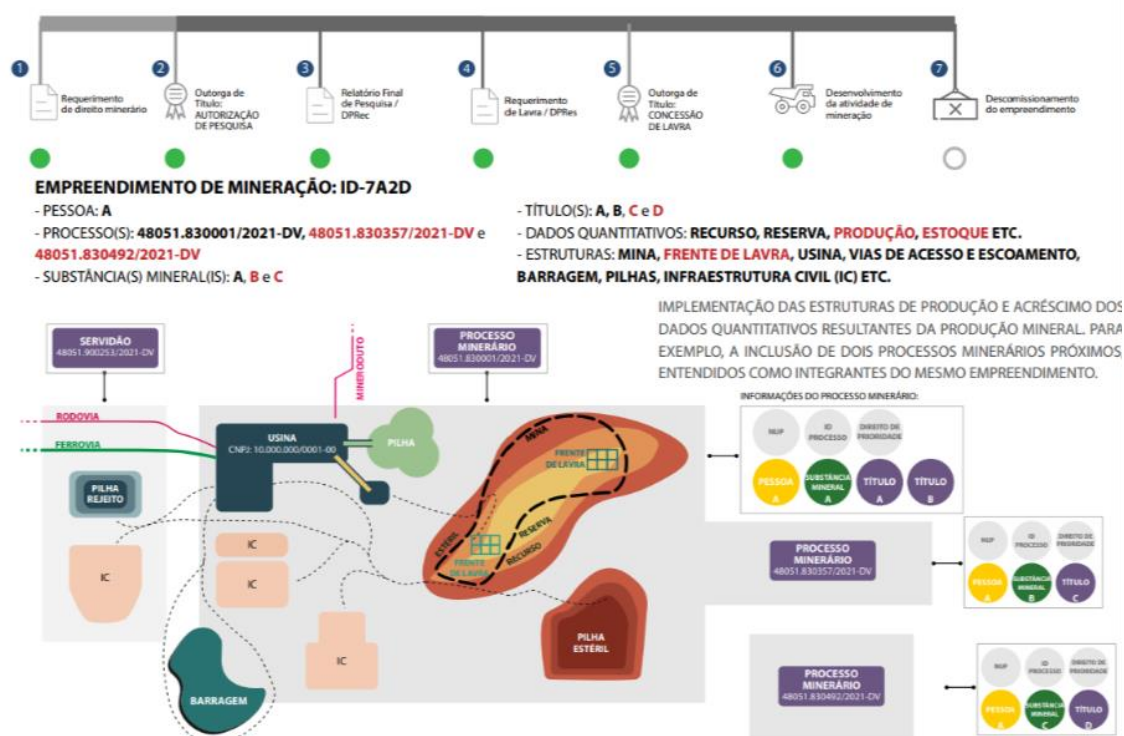 1
Requerimento
de direito minerário
2
Outorga de
Título:
AUTORIZAÇÃO
DE PESQUISA
3
Relatório Final
de Pesquisa /
DPRec
4
Requerimento
de Lavra / DPRes
5
Outorga de
Título:
CONCESSÃO
DE LAVRA
6
Desenvolvimento
da atividade de
mineração
7
Descomissionamento
do empreendimento
EMPREENDIMENTO DE MINERAÇÃO: ID-7A2D
- PESSOA: A
- PROCESSO(S): 48051.830001/2021-DV, 48051.830357/2021-DV e
48051.830492/2021-DV
- SUBSTÂNCIA(S) MINERAL(IS): A, B e C
- TÍTULO(S): A, B, C e D
- DADOS QUANTITATIVOS: RECURSO, RESERVA, PRODUÇÃO, ESTOQUE ETC.
- ESTRUTURAS: MINA, FRENTE DE LAVRA, USINA, VIAS DE ACESSO E ESCOAMENTO,
BARRAGEM, PILHAS, INFRAESTRUTURA CIVIL (IC) ETC.
IMPLEMENTAÇÃO DAS ESTRUTURAS DE PRODUÇÃO E ACRÉSCIMO DOS
DADOS QUANTITATIVOS RESULTANTES DA PRODUÇÃO MINERAL. PARA
EXEMPLO, A INCLUSÃO DE DOIS PROCESSOS MINERÁRIOS PRÓXIMOS,
ENTENDIDOS COMO INTEGRANTES DO MESMO EMPREENDIMENTO.
SERVIDÃO
48051.900253/2021-DV
MINERODUTO
PROCESSO
MINERÁRIO
48051.830001/2021-DV
RODOVIA
FERROVIA
USINA
CNPJ: 10.000.000/0001-00
PILHA
MINA
FRENTE
DE LAVRA
ESTÉRIL
RESERVA
RECURSO
FRENTE
DE LAVRA
PILHA
REJEITO
IC
IC
IC
IC
BARRAGEM
PILHA
ESTÉRIL
INFORMAÇÕES DO PROCESSO MINERÁRIO:
NUP
ID
PROCESSO
DIREITO DE
PRIORIDADE
PESSOA
A
SUBSTÂNCIA
MINERAL
A
TÍTULO
A
TÍTULO
B
PROCESSO
MINERÁRIO
48051.830357/2021-DV
NUP
ID
PROCESSO
DIREITO DE
PRIORIDADE
PESSOA
A
SUBSTÂNCIA
MINERAL
B
TÍTULO
C
PROCESSO
MINERÁRIO
48051.830492/2021-DV
NUP
ID
PROCESSO
DIREITO DE
PRIORIDADE
PESSOA
A
SUBSTÂNCIA
MINERAL
C
TÍTULO
D